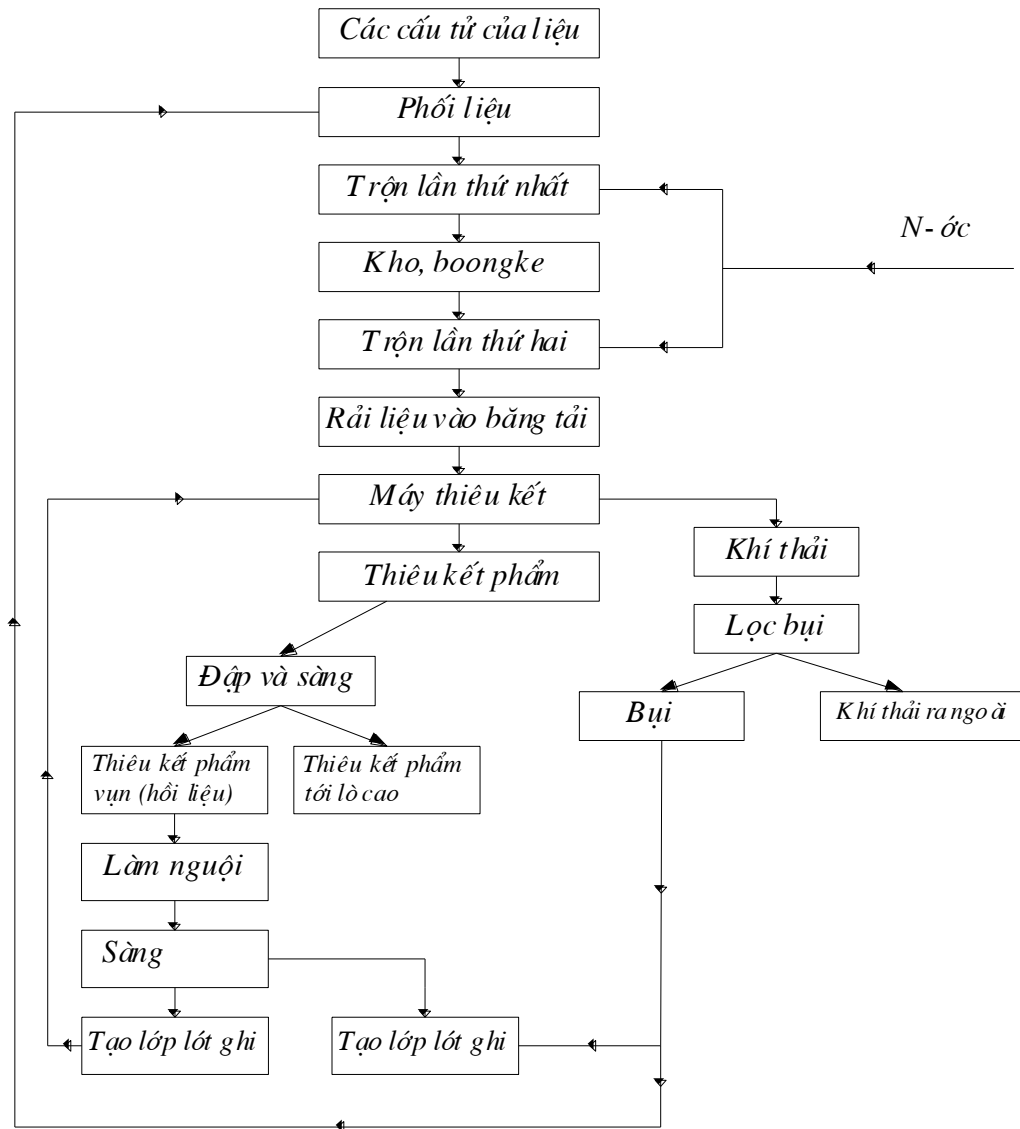 Các cấu tử của liệu
Phối liệu
Trộn lần thứ nhất
N- ớc
Kho, boongke
Trộn lần thứ hai
Rải liệu vào băng tải
Máy thiêu kết
Khí thải
Thiêu kết phẩm
Lọc bụi
Đập và sàng
Bụi
Khí thải ra ngoài
Thiêu kết phẩm
vụn (hồi liệu)
Thiêu kết phẩm
tới lò cao
Làm nguội
Sàng
Tạo lớp lót ghi
Tạo lớp lót ghi